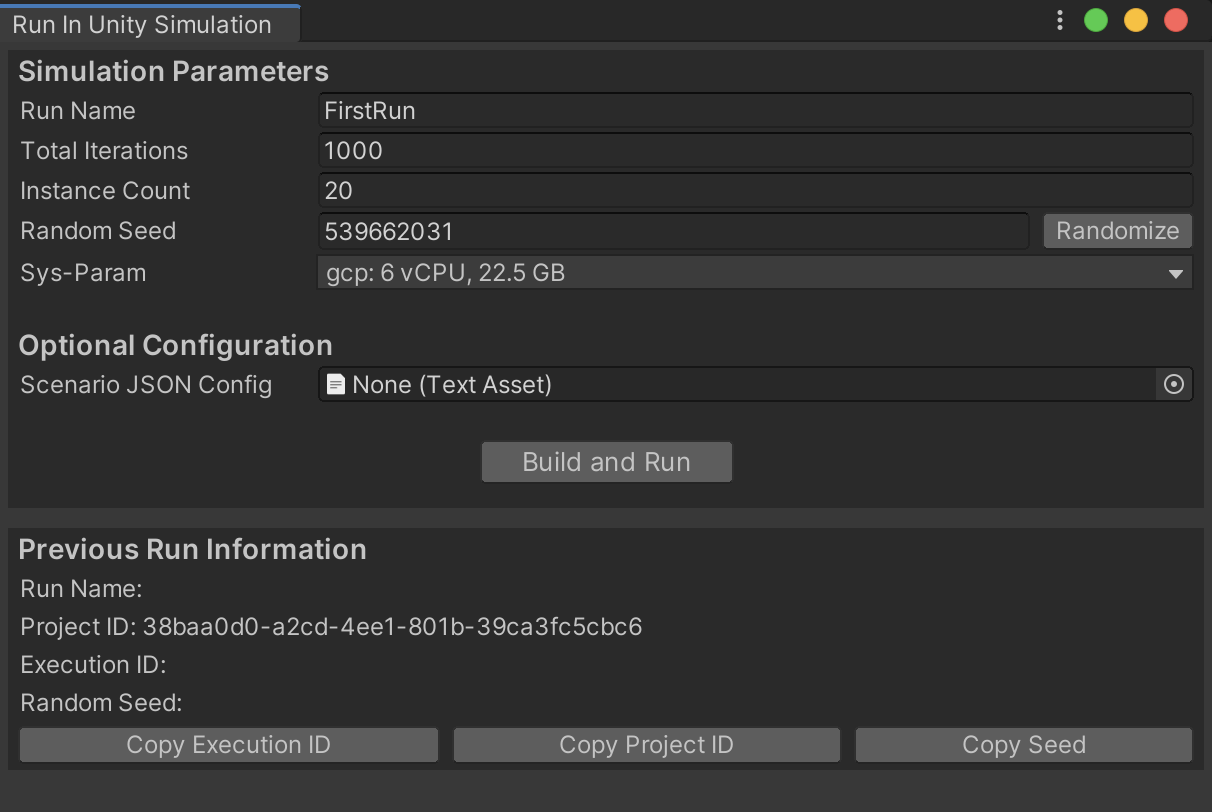 Run In Unity Simulation
Simulation Parameters
Run Name FirstRun
Total Iterations 1000
Instance Count 20
Random Seed 539662031 Randomize
Sys-Param gcp: 6 vCPU, 22.5 GB
Optional Configuration
Scenario JSON Config None (Text Asset)
Build and Run
Previous Run Information
Run Name:
Project ID: 38baa0d0-a2cd-4ee1-801b-39ca3fc5cbc6
Execution ID:
Random Seed:
Copy Execution ID Copy Project ID Copy Seed